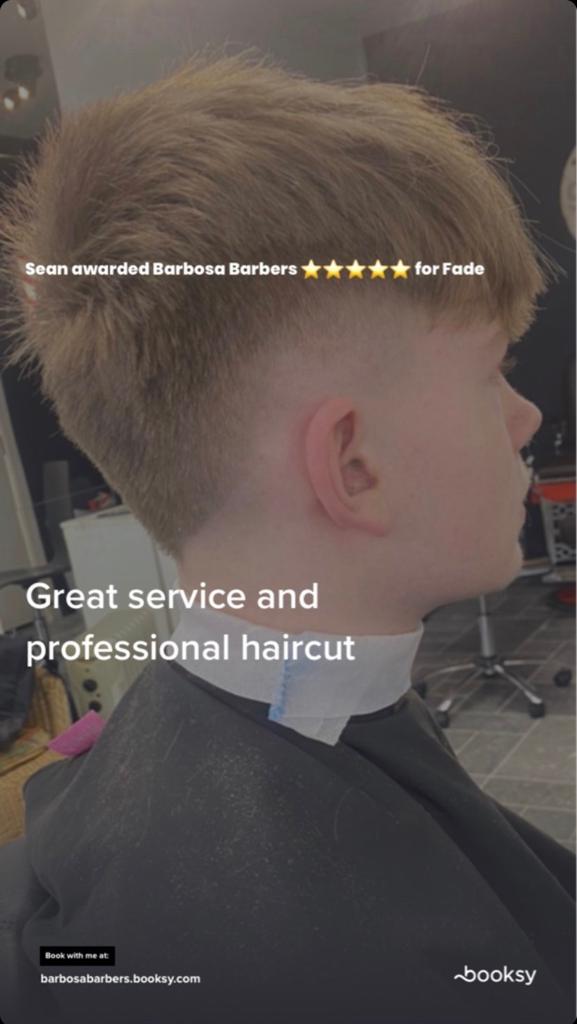 Sean awarded Barbosa Barbers ⭐⭐⭐⭐⭐ for Fade
Great service and
professional haircut
Book with me at:
barbosabarbers.booksy.com
booksy